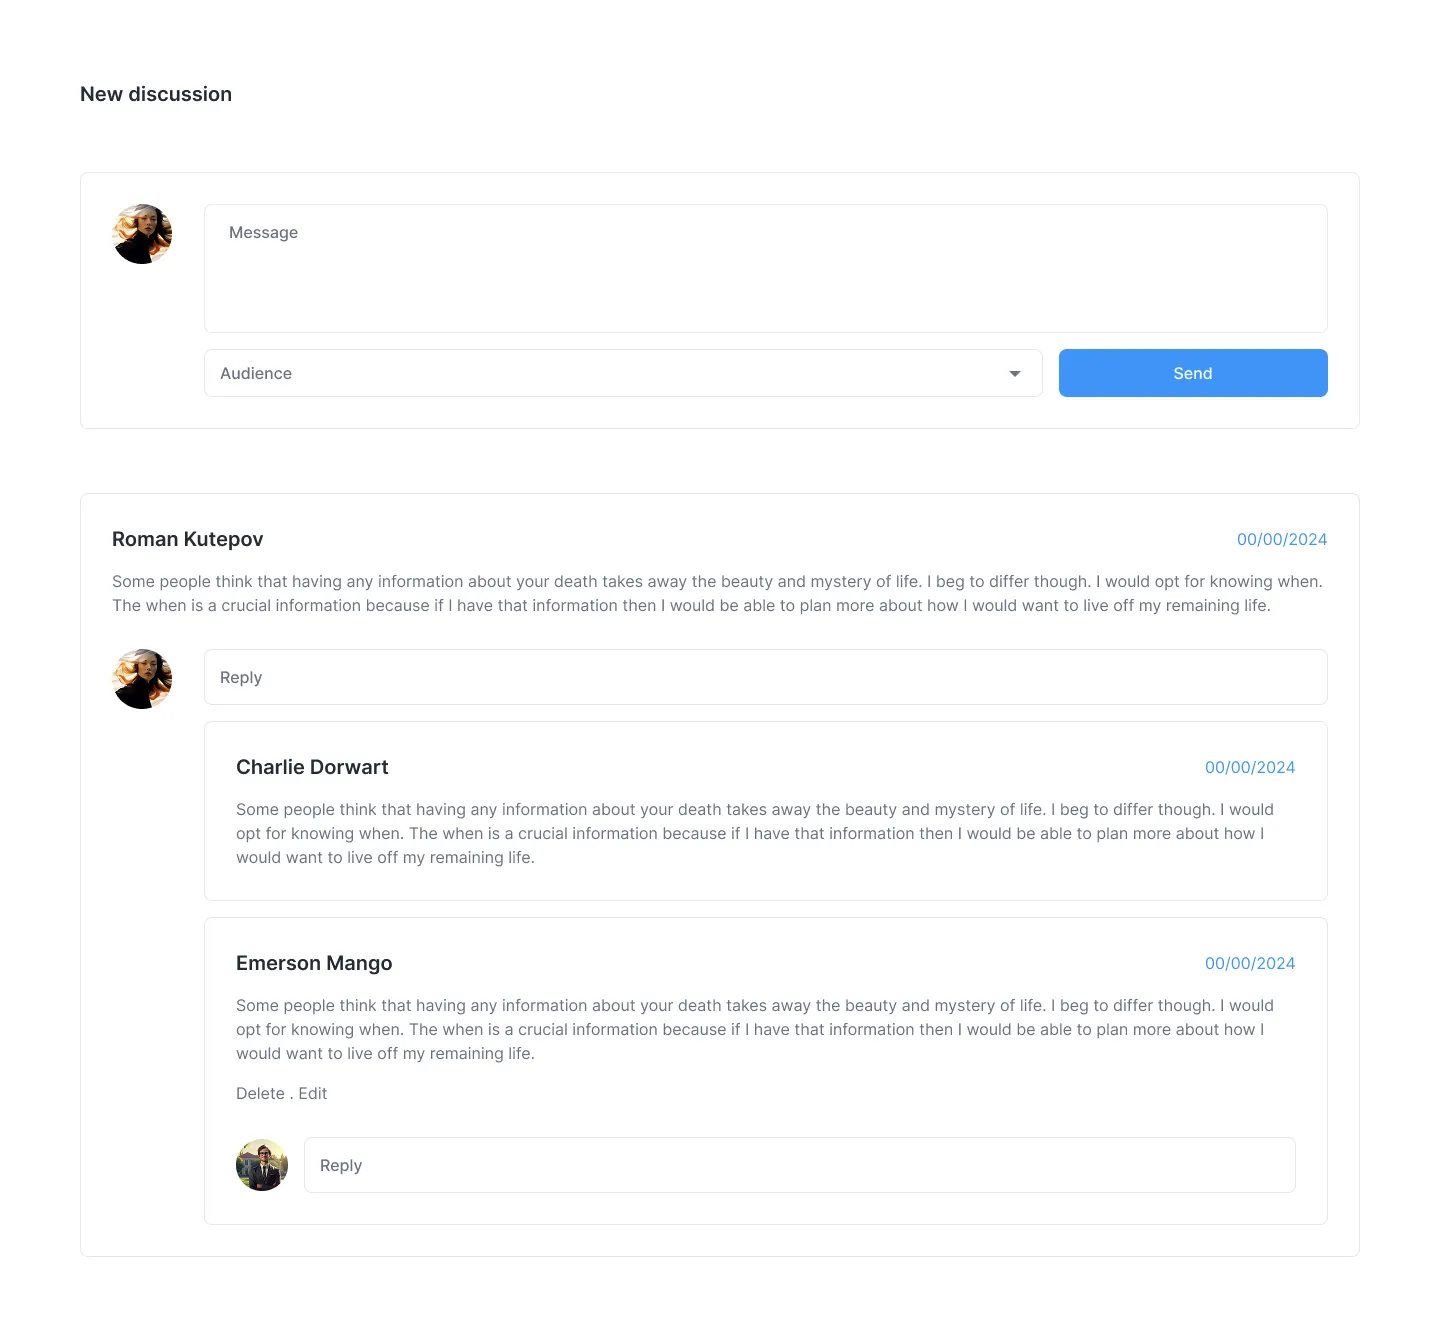 New discussion
Message
Audience
Send
Roman Kutepov
00/00/2024
Some people think that having any information about your death takes away the beauty and mystery of life. I beg to differ though. I would opt for knowing when.
The when is a crucial information because if I have that information then I would be able to plan more about how I would want to live off my remaining life.
Reply
Charlie Dorwart
00/00/2024
Some people think that having any information about your death takes away the beauty and mystery of life. I beg to differ though. I would
opt for knowing when. The when is a crucial information because if I have that information then I would be able to plan more about how I
would want to live off my remaining life.
Emerson Mango
00/00/2024
Some people think that having any information about your death takes away the beauty and mystery of life. I beg to differ though. I would
opt for knowing when. The when is a crucial information because if I have that information then I would be able to plan more about how I
would want to live off my remaining life.
Delete . Edit
Reply